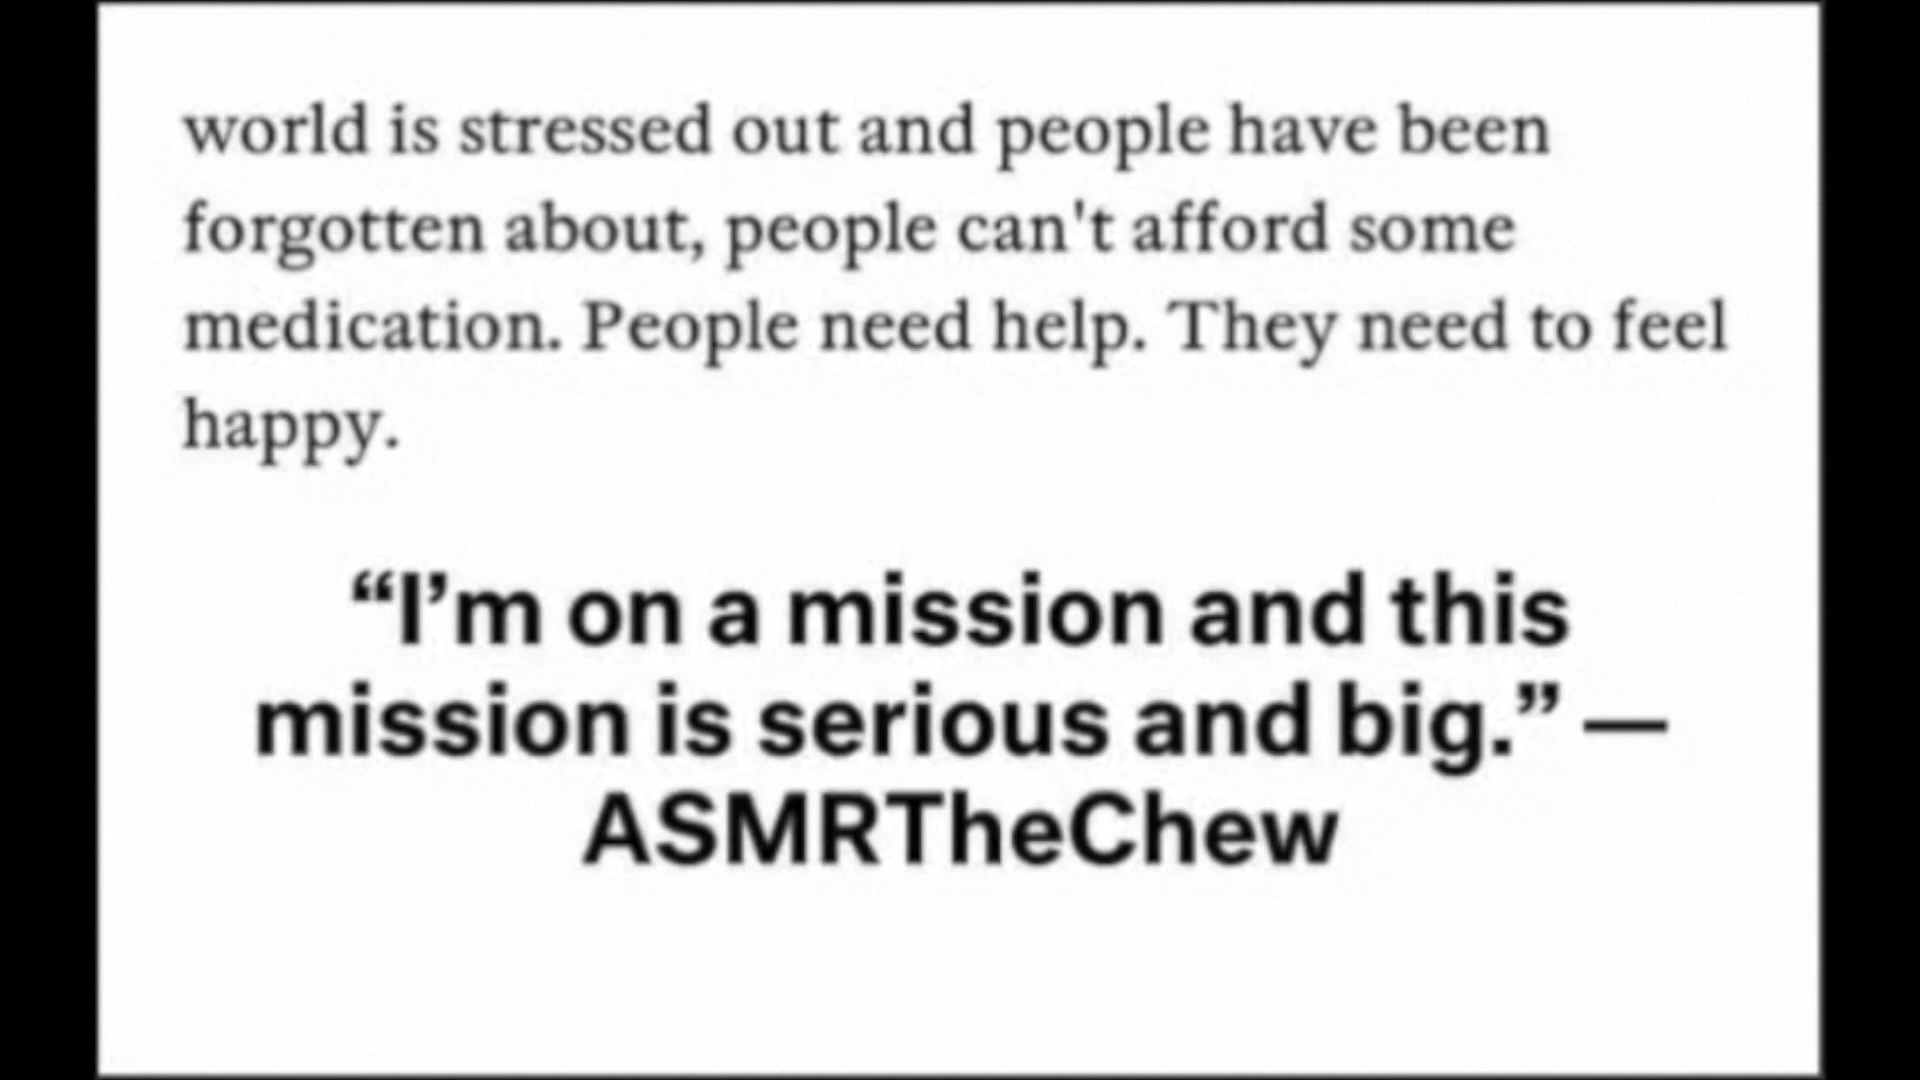 world is stressed out and people have been
forgotten about, people can't afford some
medication. People need help. They need to feel
happy.
“I’m on a mission and this
mission is serious and big.” —
ASMRTheChew